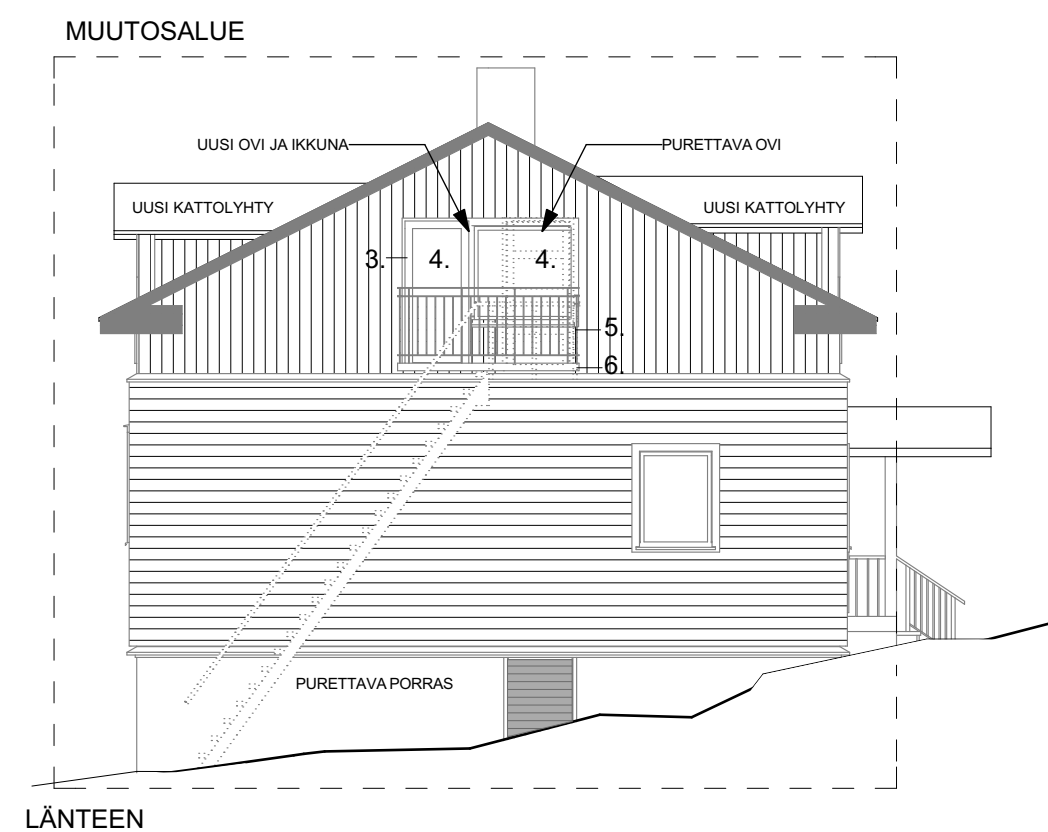 MUUTOSALUE
UUSI OVI JA IKKUNA
PURETTAVA OVI
UUSI KATTOLYHTY
UUSI KATTOLYHTY
3.
4.
4.
5.
6.
PURETTAVA PORRAS
LÄNTEEN